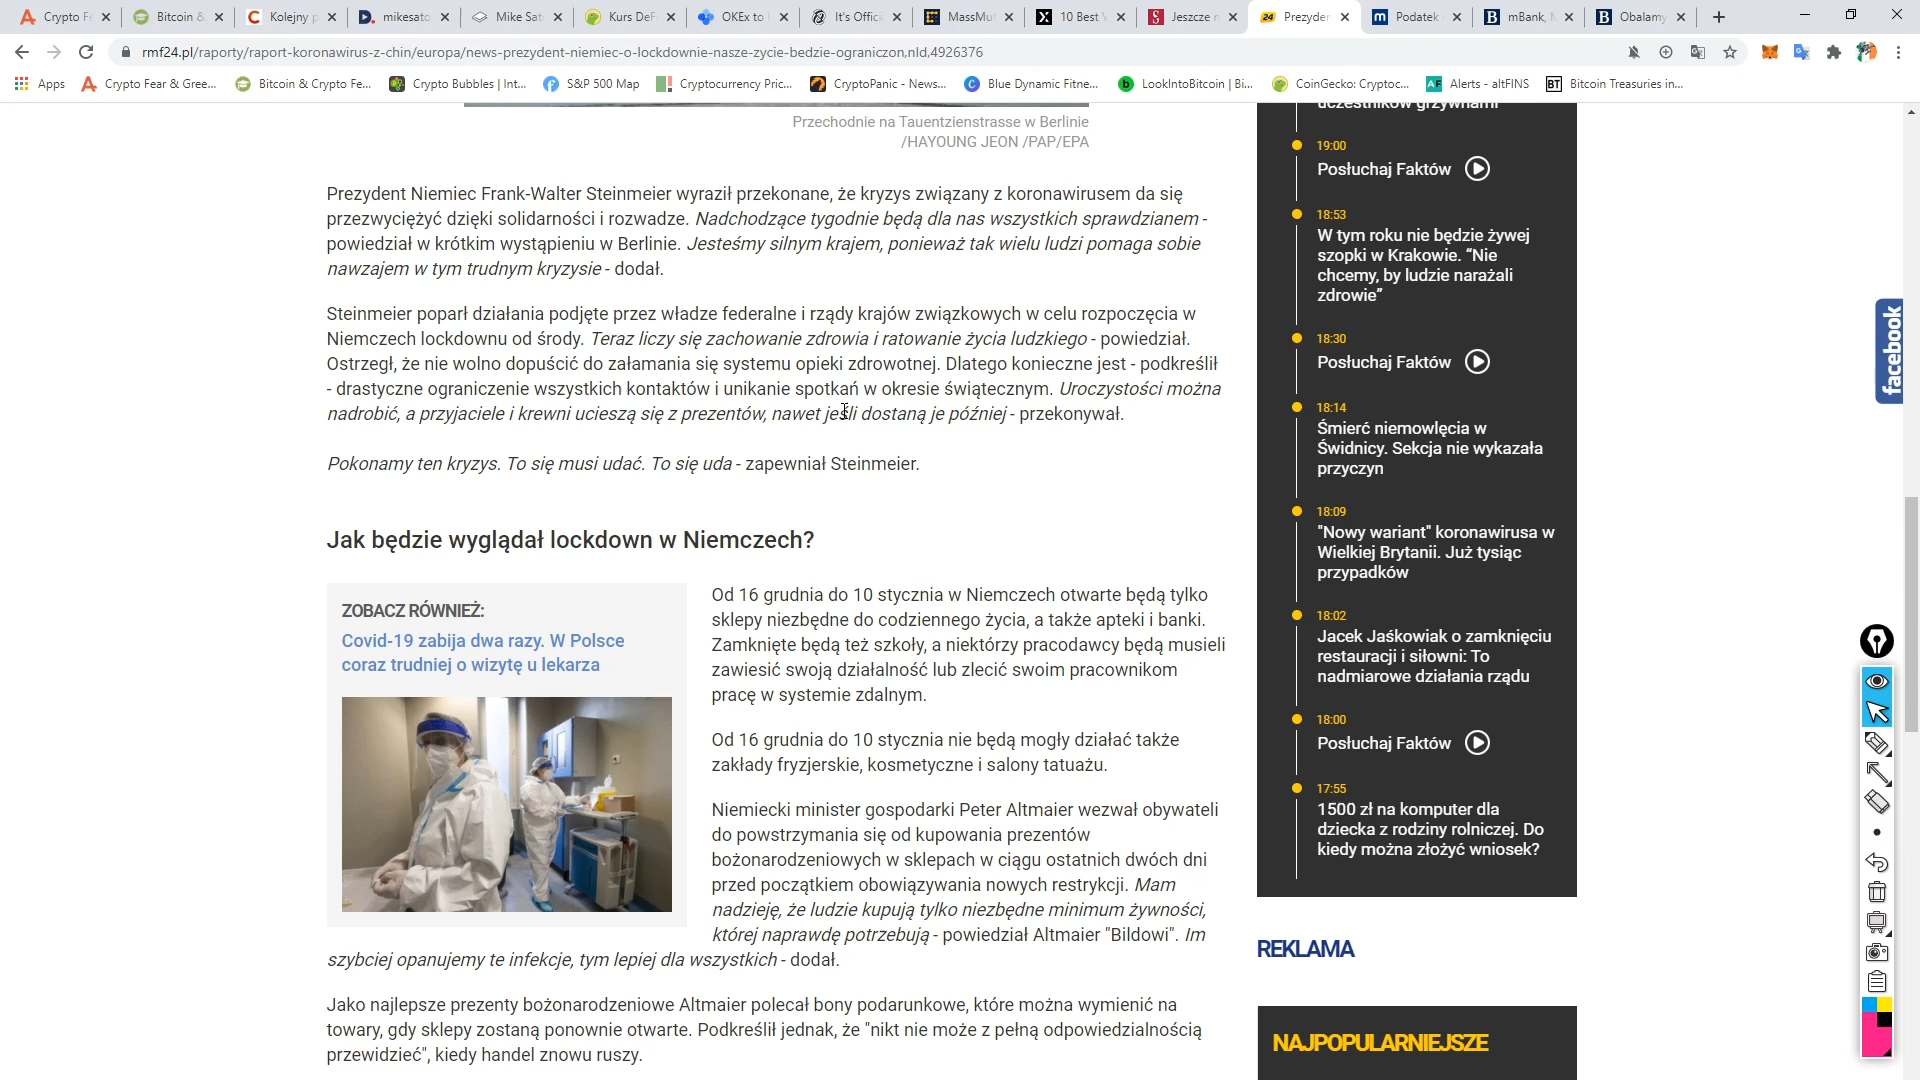 Crypto F
Bitcoin &
Kolejny p
mikesato
Mike Sat
Kurs DeF
OKEx to
It's Offici
MassMu
10 Best
Jeszcze
24
Prezyden
Podatek
mBank,
Obalamy
rmf24.pl/raporty/raport-koronawirus-z-chin/europa/news-prezydent-niemiec-o-lockdownie-nasze-zycie-bedzie-ograniczon,nId,4926376
Apps
Crypto Fear & Gree...
Bitcoin & Crypto Fe...
Crypto Bubbles | Int...
S&P 500 Map
Cryptocurrency Pric...
CryptoPanic - News...
Blue Dynamic Fitne...
LookIntoBitcoin | Bi...
CoinGecko: Cryptoc...
Alerts - altFINS
BT
Bitcoin Treasuries in...
Przechodnie na Tauentzienstrasse w Berlinie
/HAYOUNG JEON /PAP/EPA
Prezydent Niemiec Frank-Walter Steinmeier wyraził przekonane, że kryzys związany z koronawirusem da się
przezwyciężyć dzięki solidarności i rozwadze. Nadchodzące tygodnie będą dla nas wszystkich sprawdzianem -
powiedział w krótkim wystąpieniu w Berlinie. Jesteśmy silnym krajem, ponieważ tak wielu ludzi pomaga sobie
nawzajem w tym trudnym kryzysie - dodał.
Steinmeier poparł działania podjęte przez władze federalne i rządy krajów związkowych w celu rozpoczęcia w
Niemczech lockdownu od środy. Teraz liczy się zachowanie zdrowia i ratowanie życia ludzkiego - powiedział.
Ostrzegł, że nie wolno dopuścić do załamania się systemu opieki zdrowotnej. Dlatego konieczne jest - podkreślił
- drastyczne ograniczenie wszystkich kontaktów i unikanie spotkań w okresie świątecznym. Uroczystości można
nadrobić, a przyjaciele i krewni ucieszą się z prezentów, nawet jeśli dostaną je później - przekonywał.
Pokonamy ten kryzys. To się musi udać. To się uda - zapewniał Steinmeier.
Jak będzie wyglądał lockdown w Niemczech?
ZOBACZ RÓWNIEŻ:
Covid-19 zabija dwa razy. W Polsce
coraz trudniej o wizytę u lekarza
Od 16 grudnia do 10 stycznia w Niemczech otwarte będą tylko
sklepy niezbędne do codziennego życia, a także apteki i banki.
Zamknięte będą też szkoły, a niektórzy pracodawcy będą musieli
zawiesić swoją działalność lub zlecić swoim pracownikom
pracę w systemie zdalnym.
Od 16 grudnia do 10 stycznia nie będą mogły działać także
zakłady fryzjerskie, kosmetyczne i salony tatuażu.
Niemiecki minister gospodarki Peter Altmaier wezwał obywateli
do powstrzymania się od kupowania prezentów
bożonarodzeniowych w sklepach w ciągu ostatnich dwóch dni
przed początkiem obowiązywania nowych restrykcji. Mam
nadzieję, że ludzie kupują tylko niezbędne minimum żywności,
której naprawdę potrzebują - powiedział Altmaier "Bildowi". Im
szybciej opanujemy te infekcje, tym lepiej dla wszystkich - dodał.
Jako najlepsze prezenty bożonarodzeniowe Altmaier polecał bony podarunkowe, które można wymienić na
towary, gdy sklepy zostaną ponownie otwarte. Podkreślił jednak, że "nikt nie może z pełną odpowiedzialnością
przewidzieć", kiedy handel znowu ruszy.
uczestników grzywnami
19:00
Posłuchaj Faktów
18:53
W tym roku nie będzie żywej
szopki w Krakowie. “Nie
chcemy, by ludzie narażali
zdrowie”
18:30
Posłuchaj Faktów
18:14
Śmierć niemowlęcia w
Świdnicy. Sekcja nie wykazała
przyczyn
18:09
"Nowy wariant" koronawirusa w
Wielkiej Brytanii. Już tysiąc
przypadków
18:02
Jacek Jaśkowiak o zamknięciu
restauracji i siłowni: To
nadmiarowe działania rządu
18:00
Posłuchaj Faktów
17:55
1500 zł na komputer dla
dziecka z rodziny rolniczej. Do
kiedy można złożyć wniosek?
REKLAMA
NAJPOPULARNIEJSZE
facebook